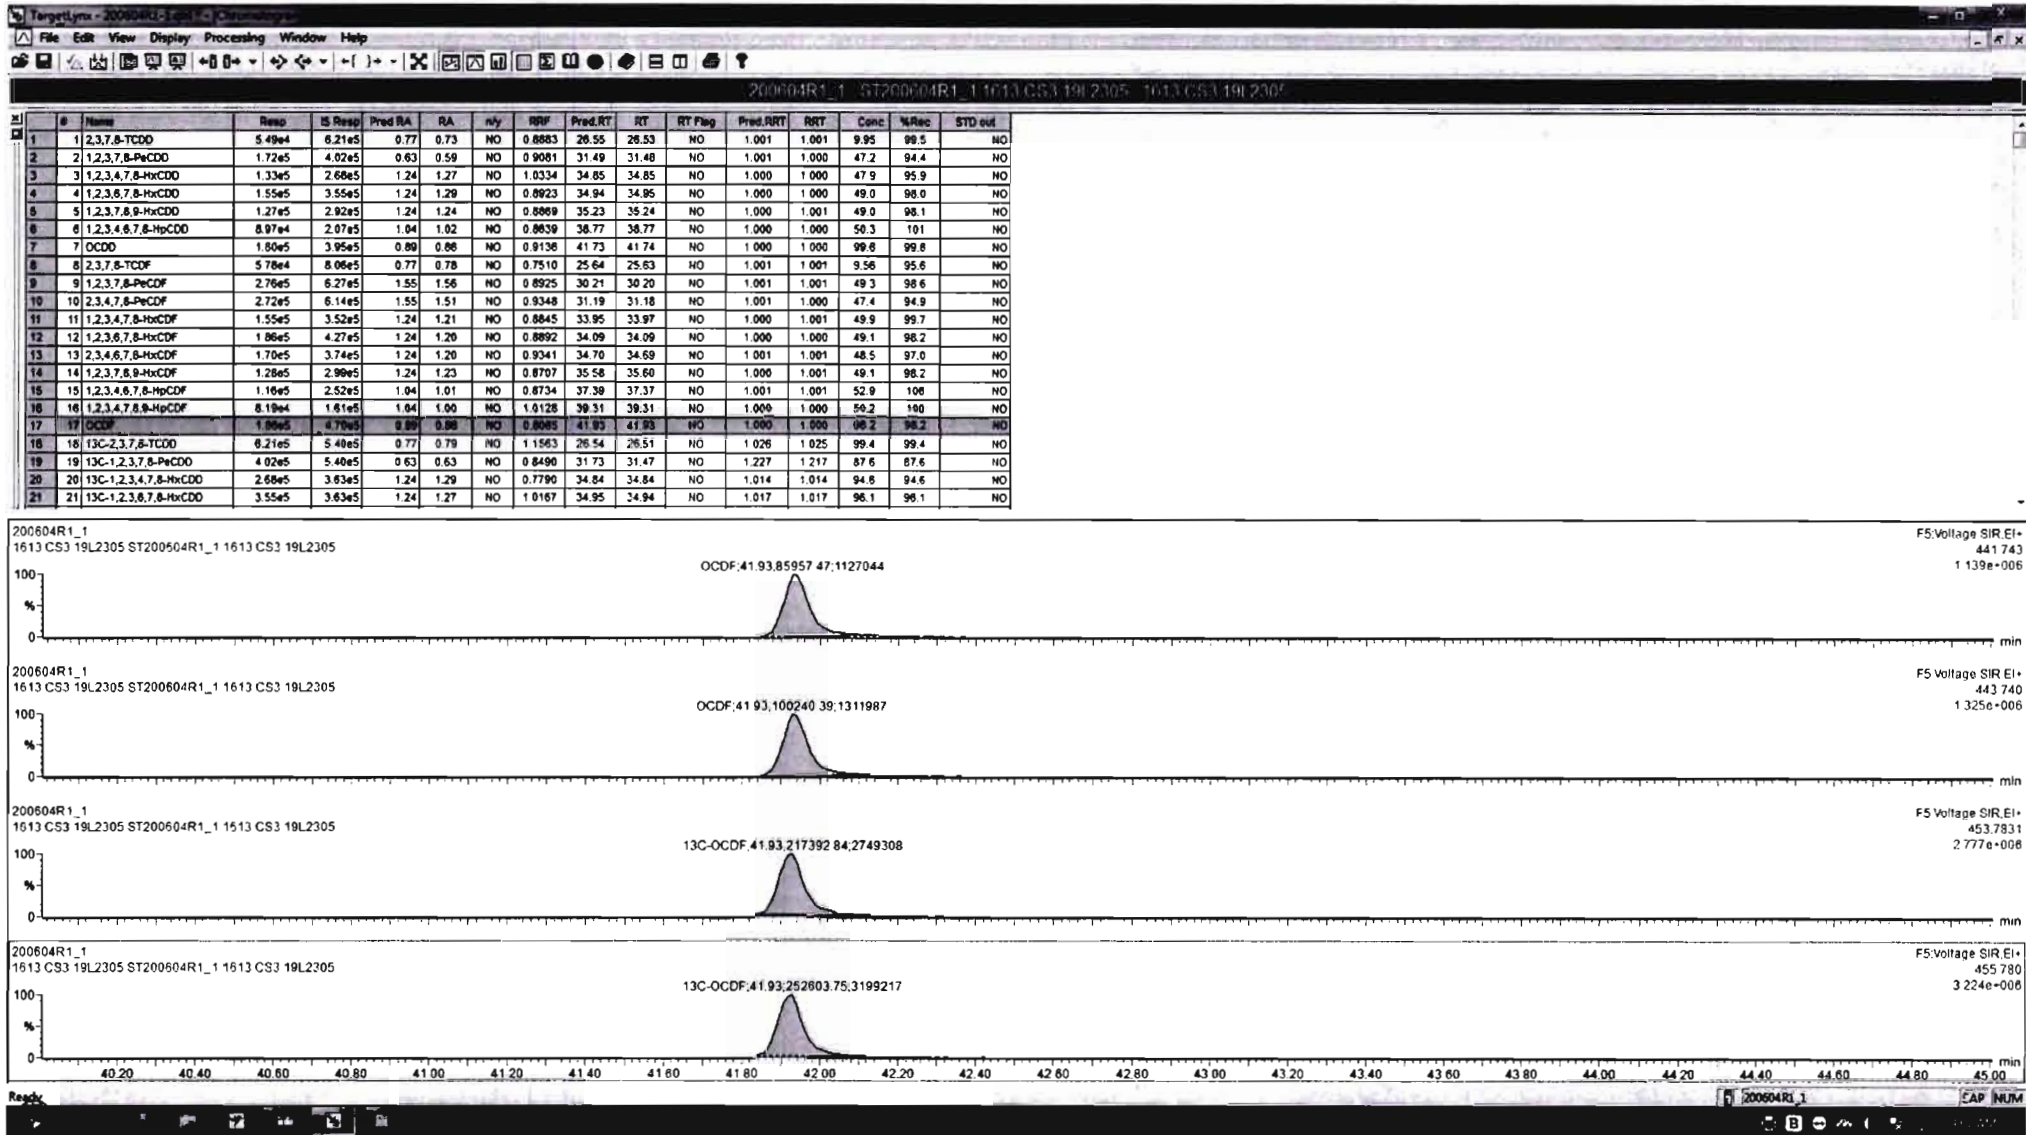 TargetLynx - 200604R1-1.qld * - [Chromatogram]
File Edit View Display Processing Window Help
200604R1_1 ST200604R1_1 1613 CS3 19L2305 1613 CS3 19L2305
# Name Resp IS Resp Pred RA RA n/y RRF Pred.RT RT RT Flag Pred.RRT RRT Conc %Rec STD out
1 1 2,3,7,8-TCDD 5.49e4 6.21e5 0.77 0.73 NO 0.8883 26.55 26.53 NO 1.001 1.001 9.95 99.5 NO
2 2 1,2,3,7,8-PeCDD 1.72e5 4.02e5 0.63 0.59 NO 0.9081 31.49 31.48 NO 1.001 1.000 47.2 94.4 NO
3 3 1,2,3,4,7,8-HxCDD 1.33e5 2.68e5 1.24 1.27 NO 1.0334 34.85 34.85 NO 1.000 1.000 47.9 95.9 NO
4 4 1,2,3,6,7,8-HxCDD 1.55e5 3.55e5 1.24 1.29 NO 0.8923 34.94 34.95 NO 1.000 1.000 49.0 98.0 NO
5 5 1,2,3,7,8,9-HxCDD 1.27e5 2.92e5 1.24 1.24 NO 0.8869 35.23 35.24 NO 1.000 1.001 49.0 98.1 NO
6 6 1,2,3,4,6,7,8-HpCDD 8.97e4 2.07e5 1.04 1.02 NO 0.8639 38.77 38.77 NO 1.000 1.000 50.3 101 NO
7 7 OCDD 1.80e5 3.95e5 0.89 0.86 NO 0.9136 41.73 41.74 NO 1.000 1.000 99.6 99.6 NO
8 8 2,3,7,8-TCDF 5.78e4 8.06e5 0.77 0.78 NO 0.7510 25.64 25.63 NO 1.001 1.001 9.56 95.6 NO
9 9 1,2,3,7,8-PeCDF 2.76e5 6.27e5 1.55 1.56 NO 0.8925 30.21 30.20 NO 1.001 1.001 49.3 98.6 NO
10 10 2,3,4,7,8-PeCDF 2.72e5 6.14e5 1.55 1.51 NO 0.9348 31.19 31.18 NO 1.001 1.000 47.4 94.9 NO
11 11 1,2,3,4,7,8-HxCDF 1.55e5 3.52e5 1.24 1.21 NO 0.8845 33.95 33.97 NO 1.000 1.001 49.9 99.7 NO
12 12 1,2,3,6,7,8-HxCDF 1.86e5 4.27e5 1.24 1.20 NO 0.8892 34.09 34.09 NO 1.000 1.000 49.1 98.2 NO
13 13 2,3,4,6,7,8-HxCDF 1.70e5 3.74e5 1.24 1.20 NO 0.9341 34.70 34.69 NO 1.001 1.001 48.5 97.0 NO
14 14 1,2,3,7,8,9-HxCDF 1.28e5 2.99e5 1.24 1.23 NO 0.8707 35.58 35.60 NO 1.000 1.001 49.1 98.2 NO
15 15 1,2,3,4,6,7,8-HpCDF 1.16e5 2.52e5 1.04 1.01 NO 0.8734 37.39 37.37 NO 1.001 1.001 52.9 106 NO
16 16 1,2,3,4,7,8,9-HpCDF 8.19e4 1.61e5 1.04 1.00 NO 1.0128 39.31 39.31 NO 1.000 1.000 50.2 100 NO
17 17 OCDF 1.86e5 4.70e5 0.89 0.86 NO 41.93 41.93 NO 1.000 1.000 98.2 98.2 NO
18 18 13C-2,3,7,8-TCDD 6.21e5 5.40e5 0.77 0.79 NO 1.1563 26.54 26.51 NO 1.026 1.025 99.4 99.4 NO
19 19 13C-1,2,3,7,8-PeCDD 4.02e5 5.40e5 0.63 0.63 NO 0.8490 31.73 31.47 NO 1.227 1.217 87.6 87.6 NO
20 20 13C-1,2,3,4,7,8-HxCDD 2.68e5 3.63e5 1.24 1.29 NO 0.7790 34.84 34.84 NO 1.014 1.014 94.6 94.6 NO
21 21 13C-1,2,3,6,7,8-HxCDD 3.55e5 3.63e5 1.24 1.27 NO 1.0167 34.95 34.94 NO 1.017 1.017 96.1 96.1 NO
200604R1_1
1613 CS3 19L2305 ST200604R1_1 1613 CS3 19L2305
F5:Voltage SIR,EI+
441.743
1.139e+006
OCDF;41.93;85957.47;1127044
100
%
0
min
200604R1_1
1613 CS3 19L2305 ST200604R1_1 1613 CS3 19L2305
F5:Voltage SIR,EI+
443.740
1.325e+006
OCDF;41.93;100240.39;1311987
100
%
0
min
200604R1_1
1613 CS3 19L2305 ST200604R1_1 1613 CS3 19L2305
F5:Voltage SIR,EI+
453.7831
2.777e+006
13C-OCDF;41.93;217392.84;2749308
100
%
0
min
200604R1_1
1613 CS3 19L2305 ST200604R1_1 1613 CS3 19L2305
F5:Voltage SIR,EI+
455.780
3.224e+006
13C-OCDF;41.93;252603.75;3199217
100
%
0
min
40.20 40.40 40.60 40.80 41.00 41.20 41.40 41.60 41.80 42.00 42.20 42.40 42.60 42.80 43.00 43.20 43.40 43.60 43.80 44.00 44.20 44.40 44.60 44.80 45.00
Ready
200604R1_1 CAP NUM